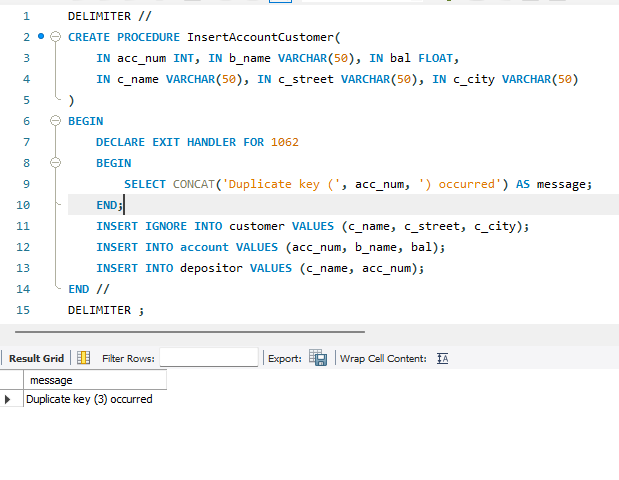 1 DELIMITER //
2 CREATE PROCEDURE InsertAccountCustomer(
3 IN acc_num INT, IN b_name VARCHAR(50), IN bal FLOAT,
4 IN c_name VARCHAR(50), IN c_street VARCHAR(50), IN c_city VARCHAR(50)
5 )
6 BEGIN
7 DECLARE EXIT HANDLER FOR 1062
8 BEGIN
9 SELECT CONCAT('Duplicate key (', acc_num, ') occurred') AS message;
10 END;
11 INSERT IGNORE INTO customer VALUES (c_name, c_street, c_city);
12 INSERT INTO account VALUES (acc_num, b_name, bal);
13 INSERT INTO depositor VALUES (c_name, acc_num);
14 END //
15 DELIMITER ;
Result Grid Filter Rows: Export: Wrap Cell Content:
message
Duplicate key (3) occurred